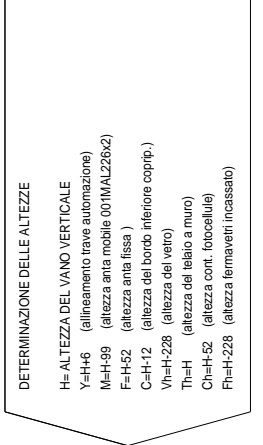 DETERMINAZIONE DELLE ALTEZZE
H= ALTEZZA DEL VANO VERTICALE
Y=H+6 (allineamento trave automazione)
M=H-99 (altezza anta mobile 001MAL226x2)
F=H-52 (altezza anta fissa )
C=H-12 (altezza del bordo inferiore coprip.)
Vh=H-228 (altezza del vetro)
Th=H (altezza del telaio a muro)
Ch=H-52 (altezza cont. fotocellule)
Fh=H-228 (altezza fermavetri incassato)